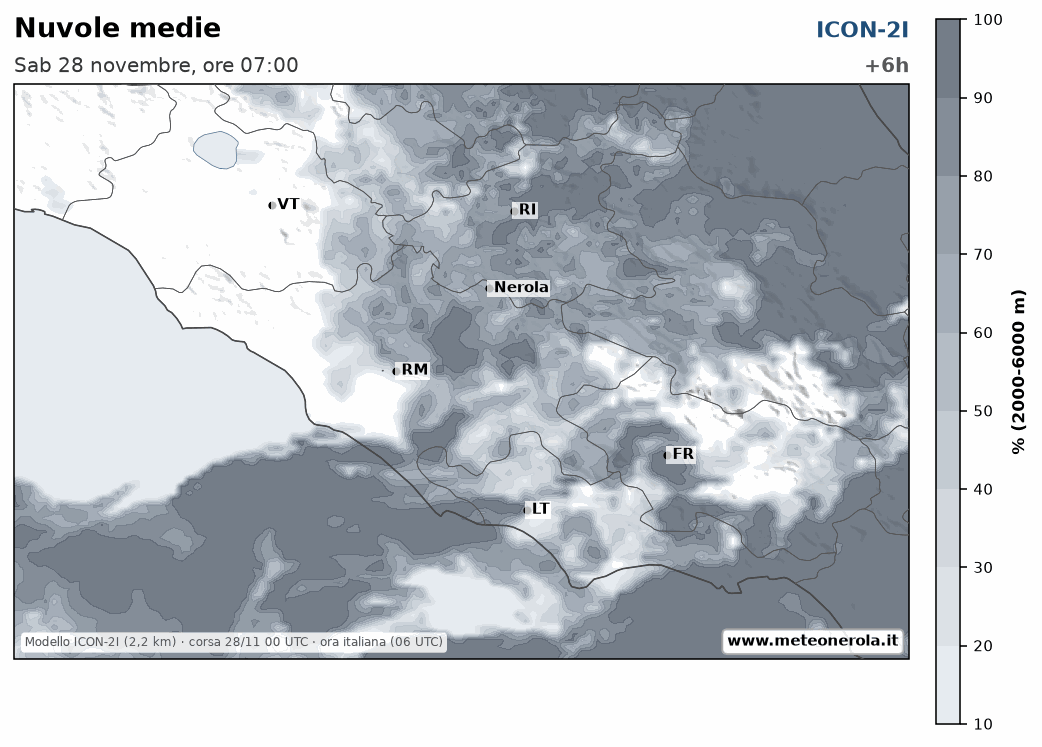 Nuvole medie
ICON-2I
Sab 28 novembre, ore 07:00
+6h
100
90
80
70
60
50
40
30
20
10
% (2000-6000 m)
VT
RI
Nerola
RM
FR
LT
Modello ICON-2I (2,2 km) · corsa 28/11 00 UTC · ora italiana (06 UTC)
www.meteonerola.it